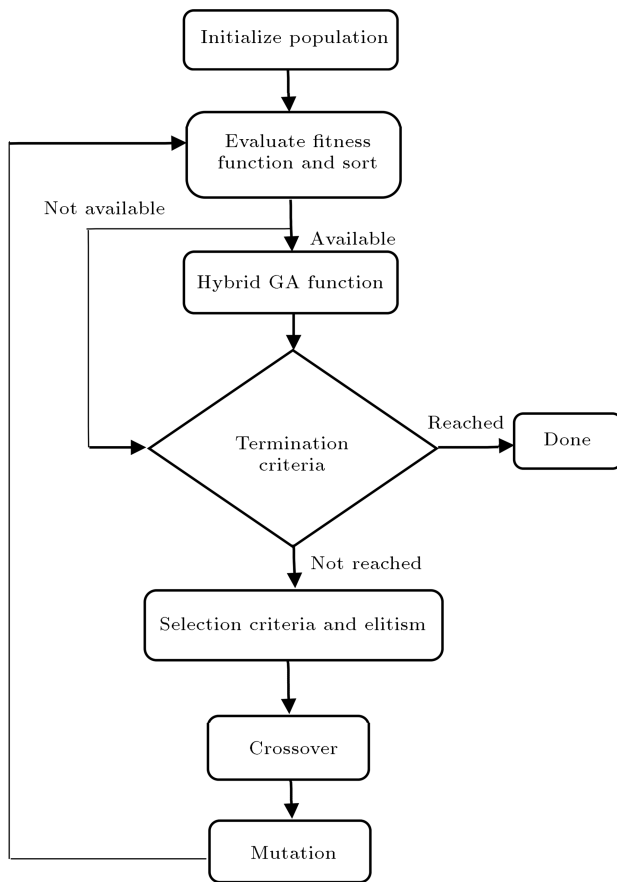 Initialize population
Evaluate fitness
function and sort
Not available
Available
Hybrid GA function
Termination
criteria
Reached
Done
Not reached
Selection criteria and elitism
Crossover
Mutation